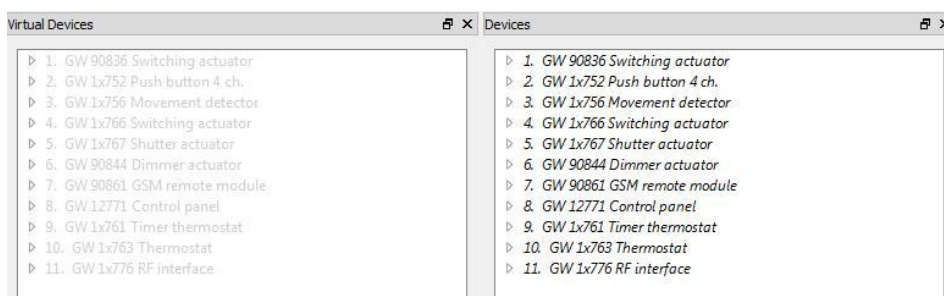 Virtual Devices
1. GW 90836 Switching actuator
2. GW 1x752 Push button 4 ch.
3. GW 1x756 Movement detector
4. GW 1x766 Switching actuator
5. GW 1x767 Shutter actuator
6. GW 90844 Dimmer actuator
7. GW 90861 GSM remote module
8. GW 12771 Control panel
9. GW 1x761 Timer thermostat
10. GW 1x763 Thermostat
11. GW 1x776 RF interface
Devices
1. GW 90836 Switching actuator
2. GW 1x752 Push button 4 ch.
3. GW 1x756 Movement detector
4. GW 1x766 Switching actuator
5. GW 1x767 Shutter actuator
6. GW 90844 Dimmer actuator
7. GW 90861 GSM remote module
8. GW 12771 Control panel
9. GW 1x761 Timer thermostat
10. GW 1x763 Thermostat
11. GW 1x776 RF interface